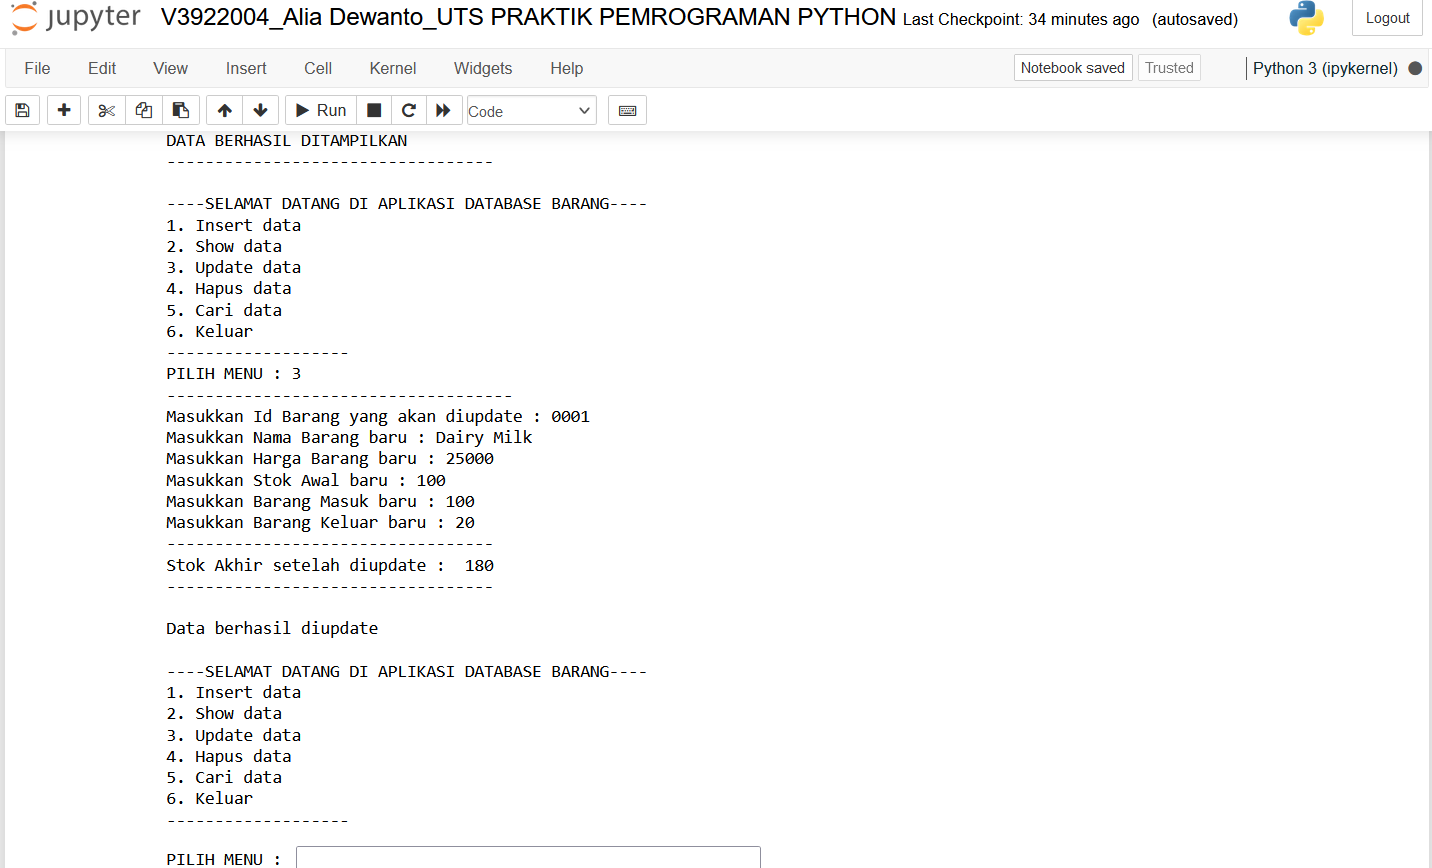 jupyter V3922004_Alia Dewanto_UTS PRAKTIK PEMROGRAMAN PYTHON Last Checkpoint: 34 minutes ago (autosaved) Logout
File Edit View Insert Cell Kernel Widgets Help Notebook saved Trusted Python 3 (ipykernel)
Run Code
DATA BERHASIL DITAMPILKAN
----------------------------------
----SELAMAT DATANG DI APLIKASI DATABASE BARANG----
1. Insert data
2. Show data
3. Update data
4. Hapus data
5. Cari data
6. Keluar
-------------------
PILIH MENU : 3
------------------------------------
Masukkan Id Barang yang akan diupdate : 0001
Masukkan Nama Barang baru : Dairy Milk
Masukkan Harga Barang baru : 25000
Masukkan Stok Awal baru : 100
Masukkan Barang Masuk baru : 100
Masukkan Barang Keluar baru : 20
----------------------------------
Stok Akhir setelah diupdate :  180
----------------------------------
Data berhasil diupdate
----SELAMAT DATANG DI APLIKASI DATABASE BARANG----
1. Insert data
2. Show data
3. Update data
4. Hapus data
5. Cari data
6. Keluar
-------------------
PILIH MENU :